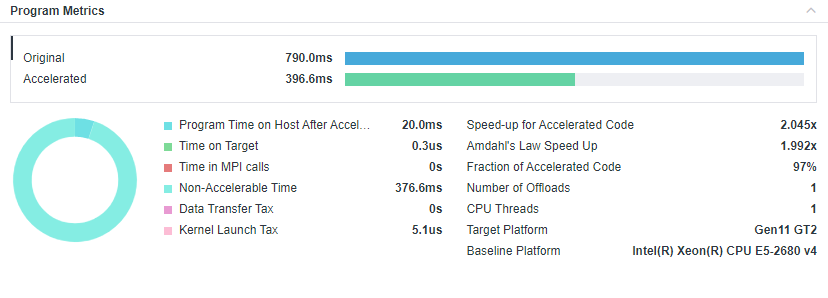 Program Metrics
Original 790.0ms
Accelerated 396.6ms
Program Time on Host After Accel... 20.0ms
Time on Target 0.3us
Time in MPI calls 0s
Non-Accelerable Time 376.6ms
Data Transfer Tax 0s
Kernel Launch Tax 5.1us
Speed-up for Accelerated Code 2.045x
Amdahl's Law Speed Up 1.992x
Fraction of Accelerated Code 97%
Number of Offloads 1
CPU Threads 1
Target Platform Gen11 GT2
Baseline Platform Intel(R) Xeon(R) CPU E5-2680 v4